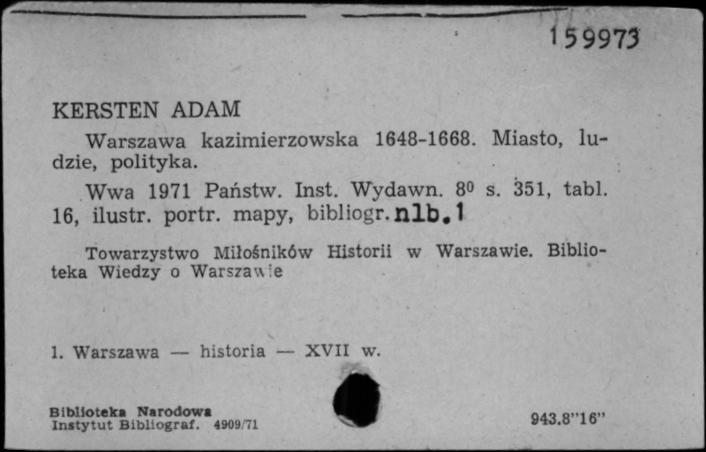 159973
KERSTEN ADAM
Warszawa kazimierzowska 1648-1668. Miasto, lu-
dzie, polityka.
Wwa 1971 Państw. Inst. Wydawn. 8⁰ s. 351, tabl.
16, ilustr. portr. mapy, bibliogr. nlb. 1
Towarzystwo Miłośników Historii w Warszawie. Biblio-
teka Wiedzy o Warszawie
1. Warszawa — historia — XVII w.
Biblioteka Narodowa
Instytut Bibliograf. 4909/71
943.8"16"